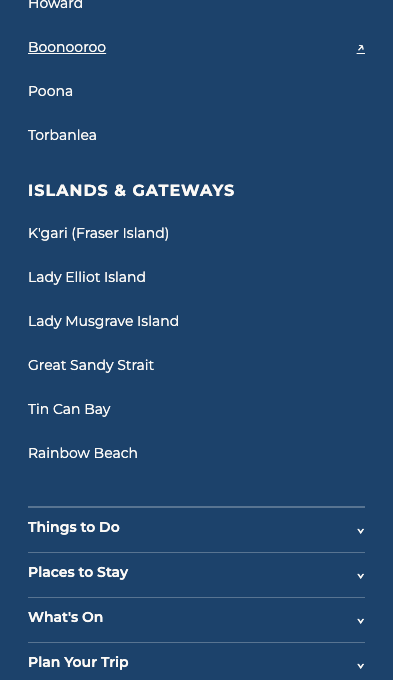 Howard
Boonooroo
Poona
Torbanlea
ISLANDS & GATEWAYS
K'gari (Fraser Island)
Lady Elliot Island
Lady Musgrave Island
Great Sandy Strait
Tin Can Bay
Rainbow Beach
Things to Do
Places to Stay
What's On
Plan Your Trip